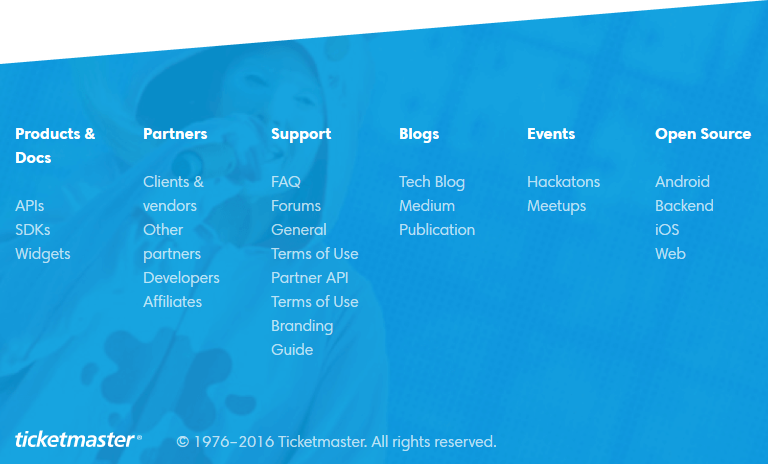 Products &
Docs
APIs
SDKs
Widgets
Partners
Clients &
vendors
Other
partners
Developers
Affiliates
Support
FAQ
Forums
General
Terms of Use
Partner API
Terms of Use
Branding
Guide
Blogs
Tech Blog
Medium
Publication
Events
Hackatons
Meetups
Open Source
Android
Backend
iOS
Web
ticketmaster®
© 1976-2016 Ticketmaster. All rights reserved.